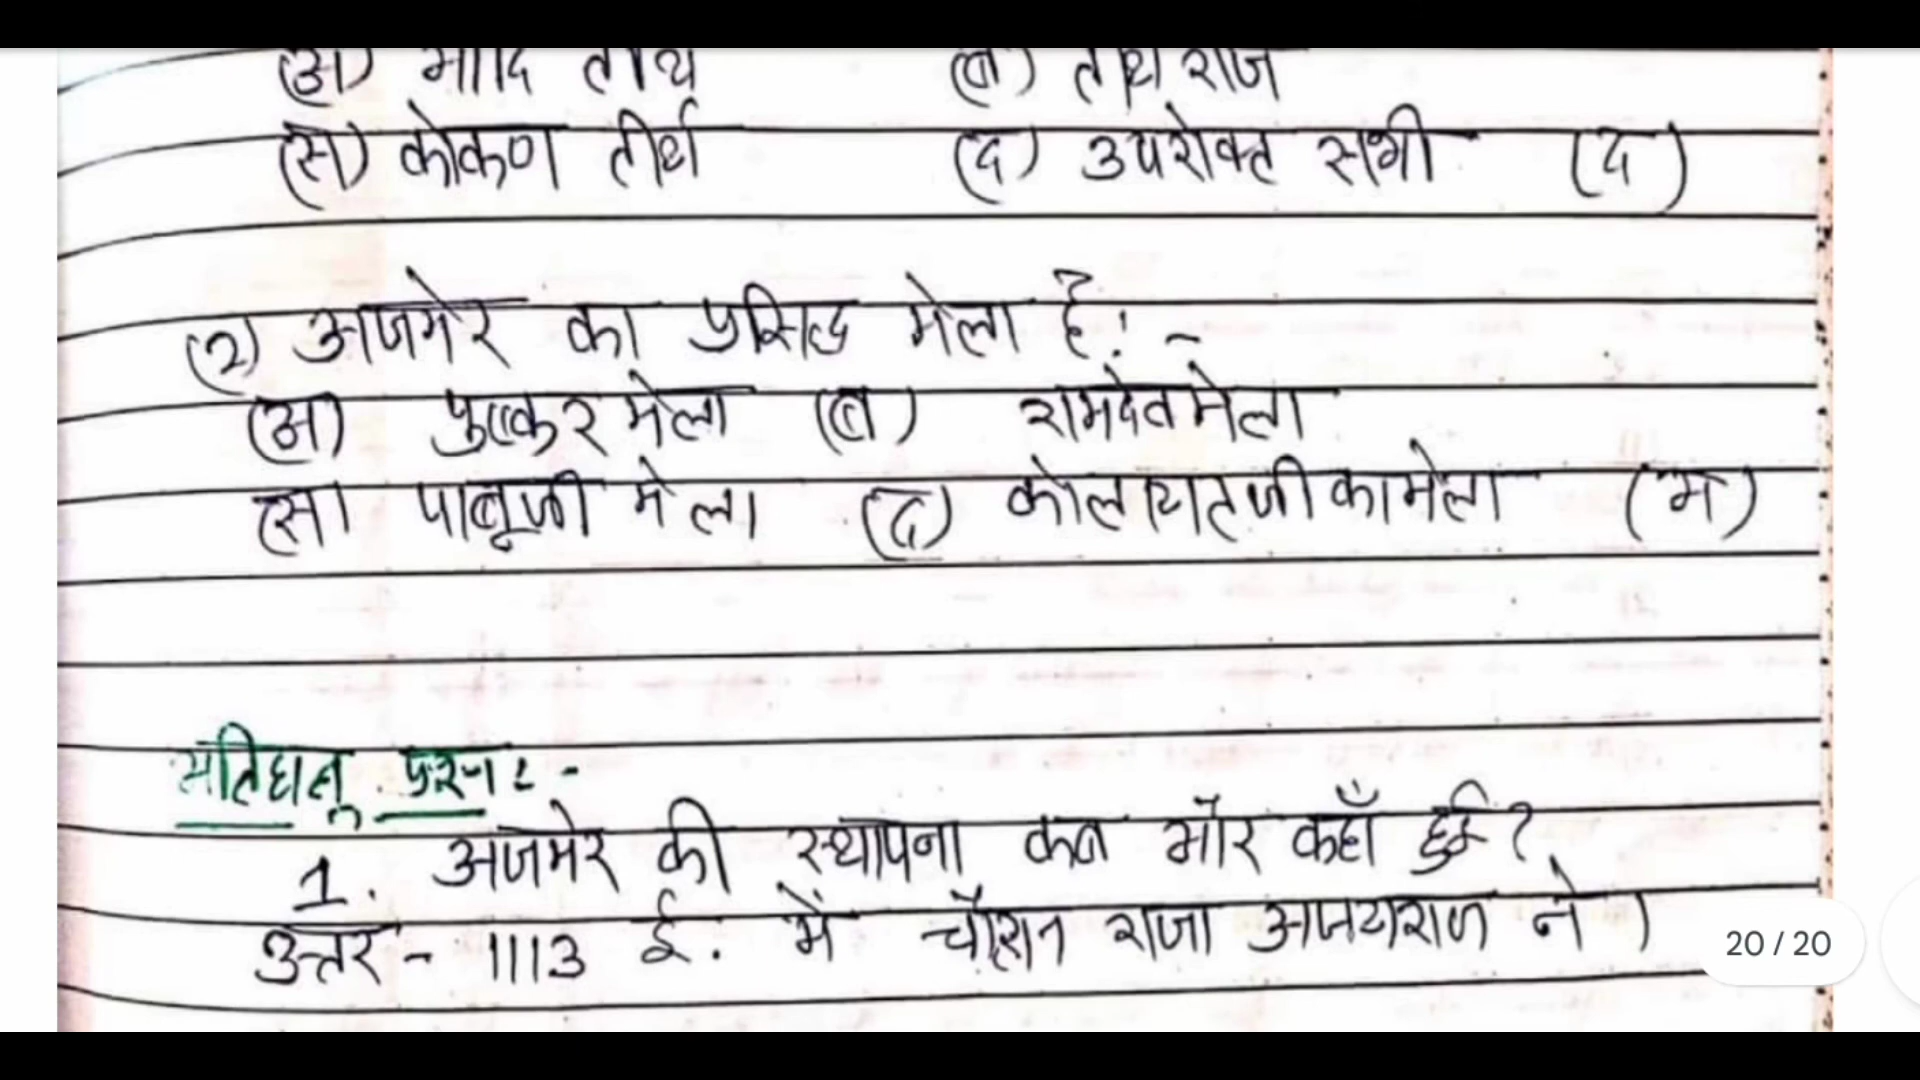 (अ) आदि तीर्थ (ब) तीर्थ राज
(स) कोकण तीर्थ (द) उपरोक्त सभी (द)
(2) अजमेर का प्रसिद्ध मेला है:-
(अ) पुष्कर मेला (ब) रामदेव मेला
(स) पाबूजी मेला (द) कोलायतजी का मेला (अ)
अतिलघु प्रश्न:-
1. अजमेर की स्थापना कब और कहाँ हुई?
उत्तर - 1113 ई. में चौहान राजा अजयराज ने।
20 / 20